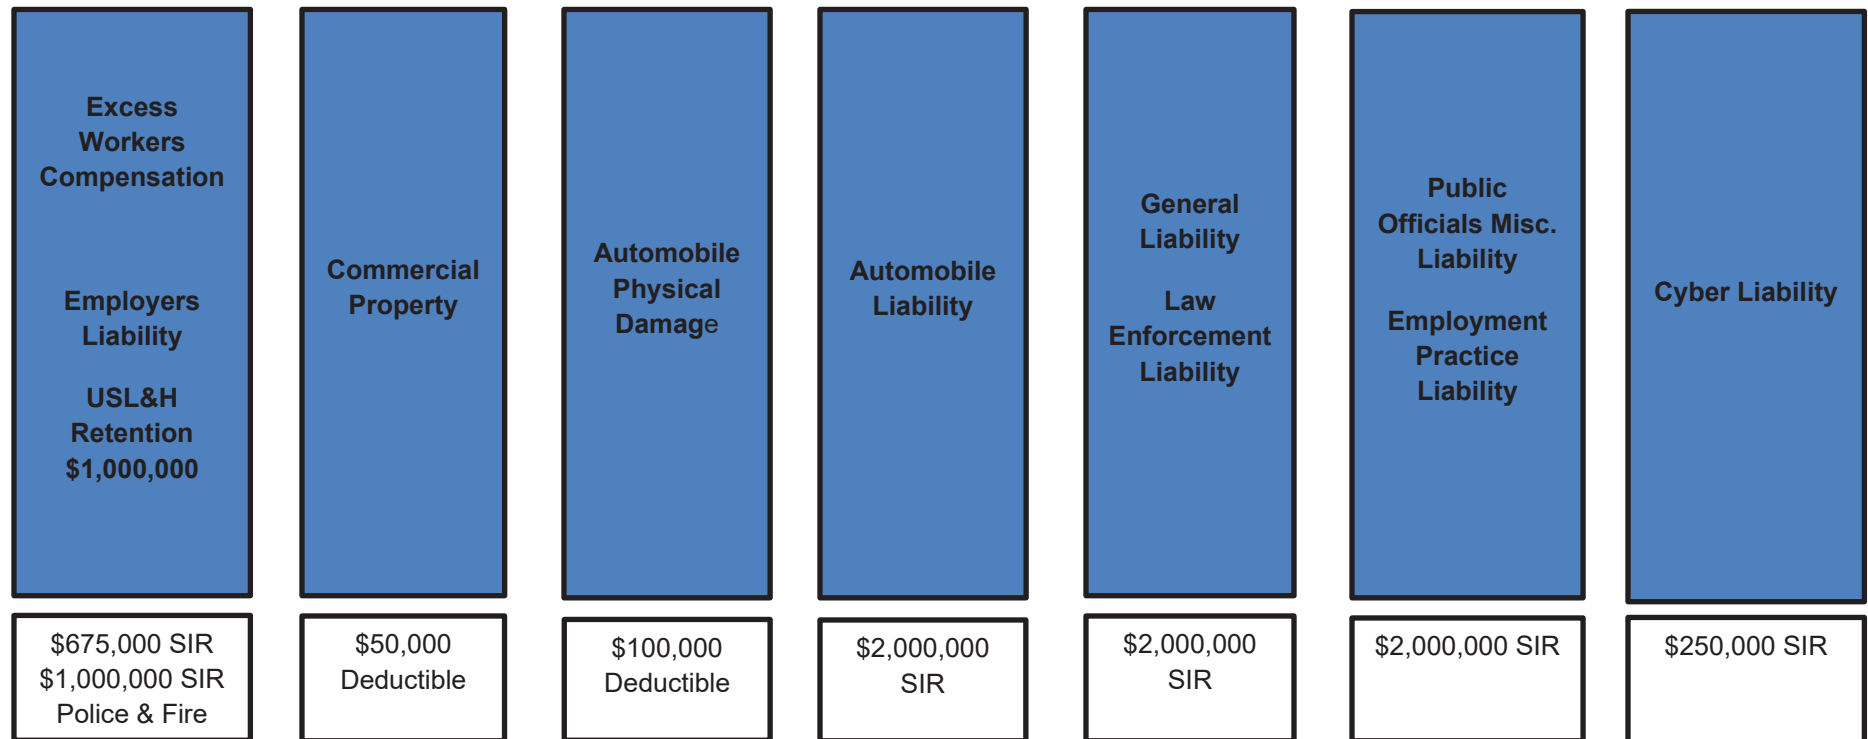 Excess
Workers
Compensation
Employers
Liability
USL&H
Retention
$1,000,000
Commercial
Property
Automobile
Physical
Damage
Automobile
Liability
General
Liability
Law
Enforcement
Liability
Public
Officials Misc.
Liability
Employment
Practice
Liability
Cyber Liability
$675,000 SIR
$1,000,000 SIR
Police & Fire
$50,000
Deductible
$100,000
Deductible
$2,000,000
SIR
$2,000,000
SIR
$2,000,000 SIR
$250,000 SIR